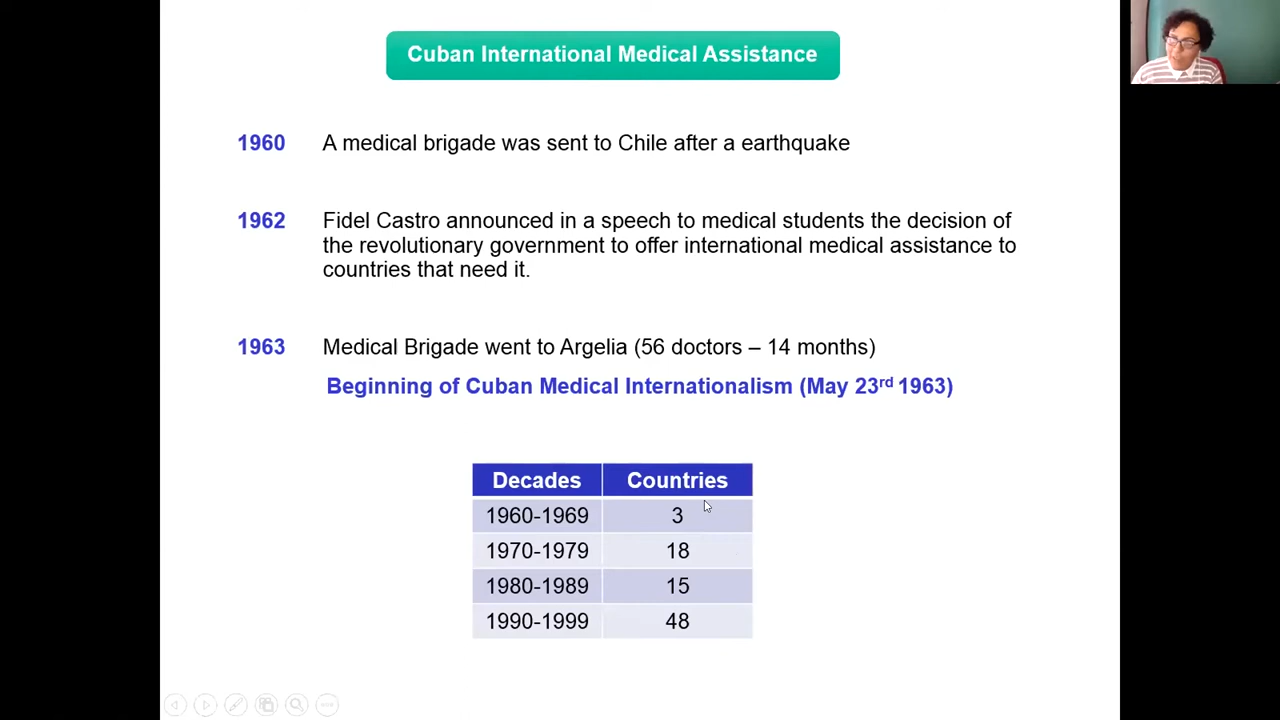 Cuban International Medical Assistance
1960 A medical brigade was sent to Chile after a earthquake
1962 Fidel Castro announced in a speech to medical students the decision of
the revolutionary government to offer international medical assistance to
countries that need it.
1963 Medical Brigade went to Argelia (56 doctors – 14 months)
Beginning of Cuban Medical Internationalism (May 23rd 1963)
Decades Countries
1960-1969 3
1970-1979 18
1980-1989 15
1990-1999 48